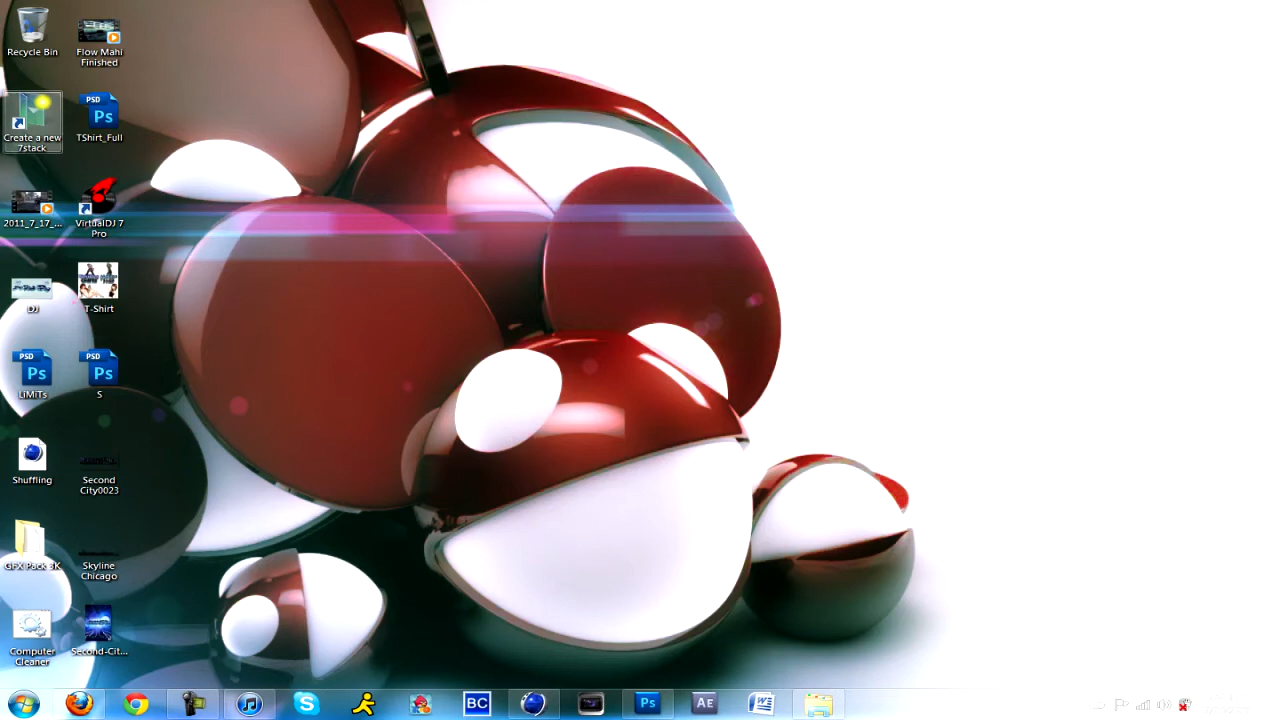 Recycle Bin
Flow Mahi
Finished
Create a new
7stack
PSD
Ps
TShirt_Full
2011_7_17_...
VirtualDJ 7
Pro
DJ
T-Shirt
PSD
Ps
LiMiTs
PSD
Ps
S
Shuffling
Second
City0023
GFX Pack 3K
Skyline
Chicago
Computer
Cleaner
Second-Cit...
BC
Ps
AE
W